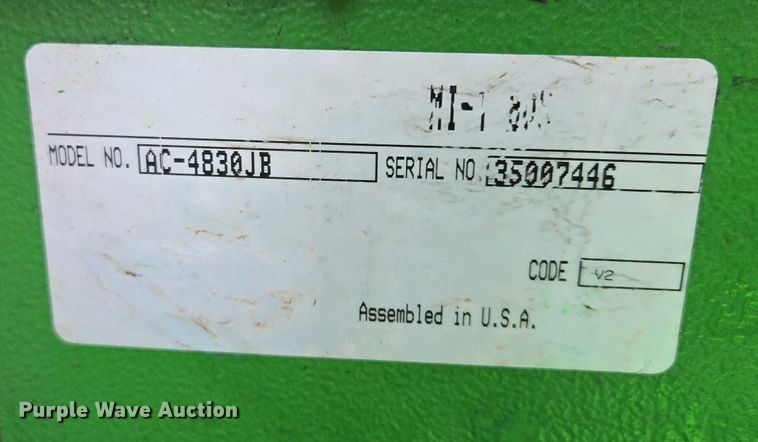 MODEL NO. AC-4830JB SERIAL NO. 35007446
CODE V2
Assembled in U.S.A.
Purple Wave Auction